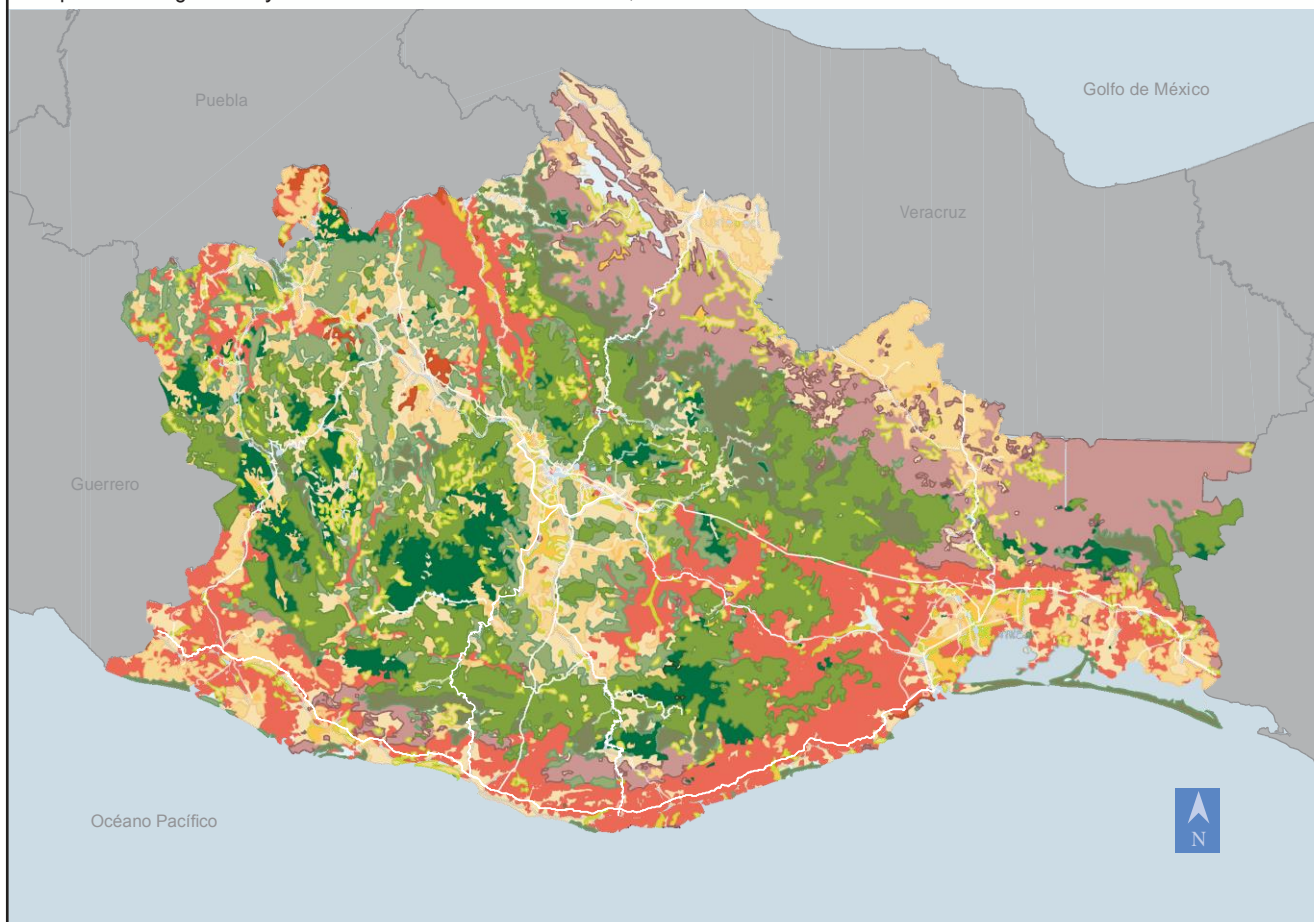 Puebla
Golfo de México
Veracruz
Guerrero
Océano Pacífico
N